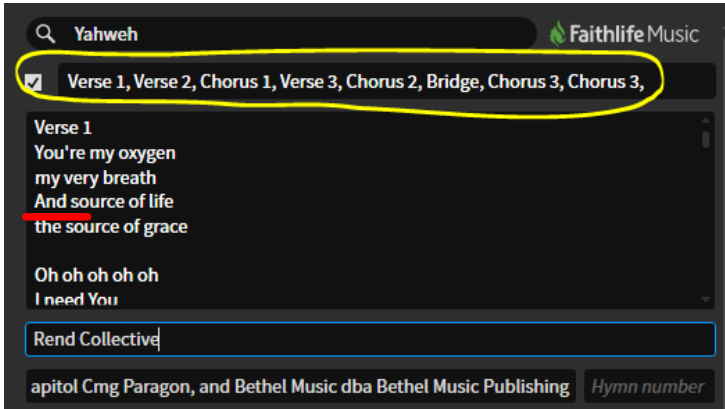 Yahweh Faithlife Music
Verse 1, Verse 2, Chorus 1, Verse 3, Chorus 2, Bridge, Chorus 3, Chorus 3,
Verse 1
You're my oxygen
my very breath
And source of life
the source of grace
Oh oh oh oh oh
I need You
Rend Collective
apitol Cmg Paragon, and Bethel Music dba Bethel Music Publishing Hymn number